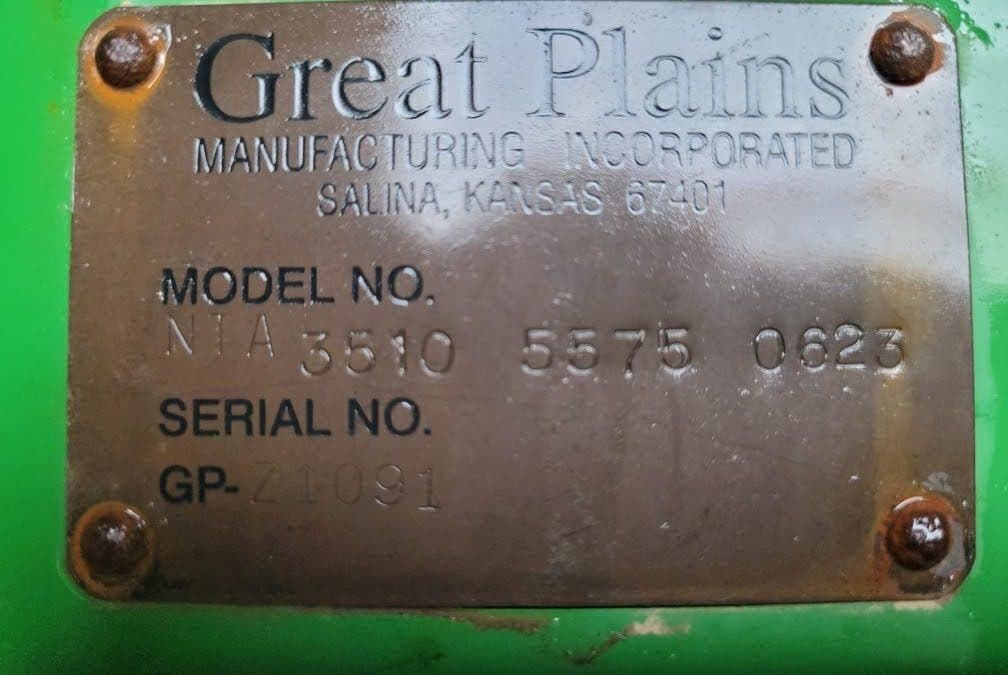 Great Plains
MANUFACTURING INCORPORATED
SALINA, KANSAS 67401
MODEL NO.
NTA 3510 5575 0623
SERIAL NO.
GP-Z1091